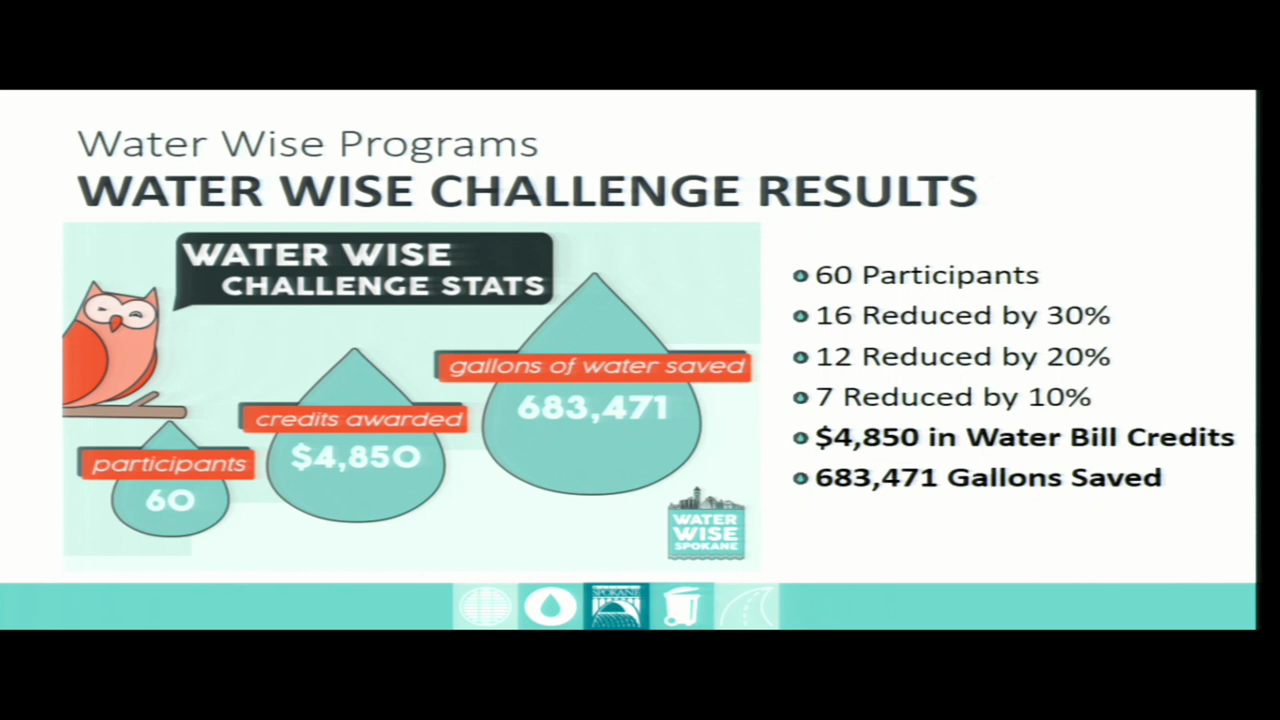 Water Wise Programs
WATER WISE CHALLENGE RESULTS
WATER WISE
CHALLENGE STATS
participants
60
credits awarded
$4,850
gallons of water saved
683,471
WATER
WISE
SPOKANE
60 Participants
16 Reduced by 30%
12 Reduced by 20%
7 Reduced by 10%
$4,850 in Water Bill Credits
683,471 Gallons Saved
SPOKANE